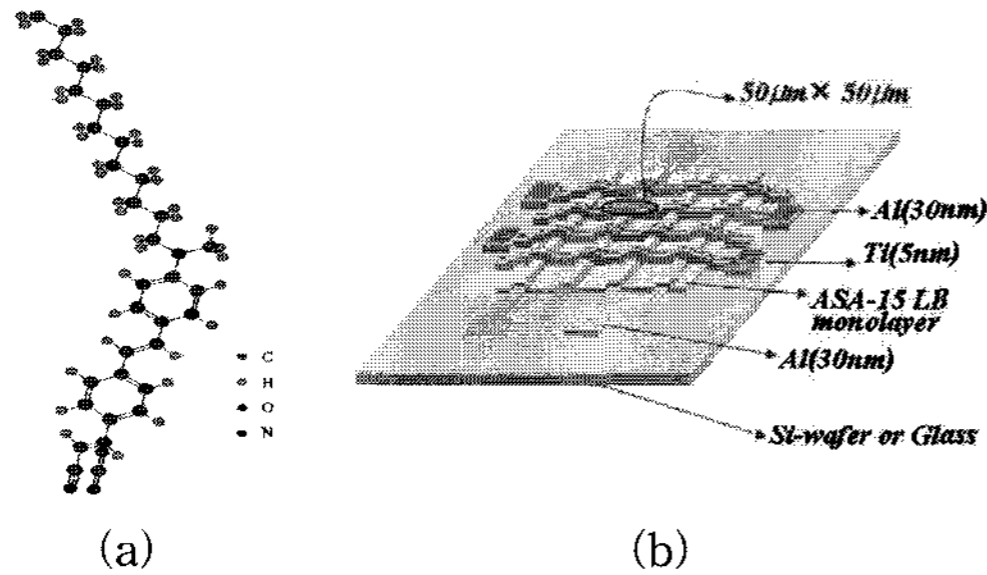 50μm× 50μm
Al(30nm)
Ti(5nm)
ASA-15 LB
monolayer
Al(30nm)
Si-wafer or Glass
C
H
O
N
(a)
(b)